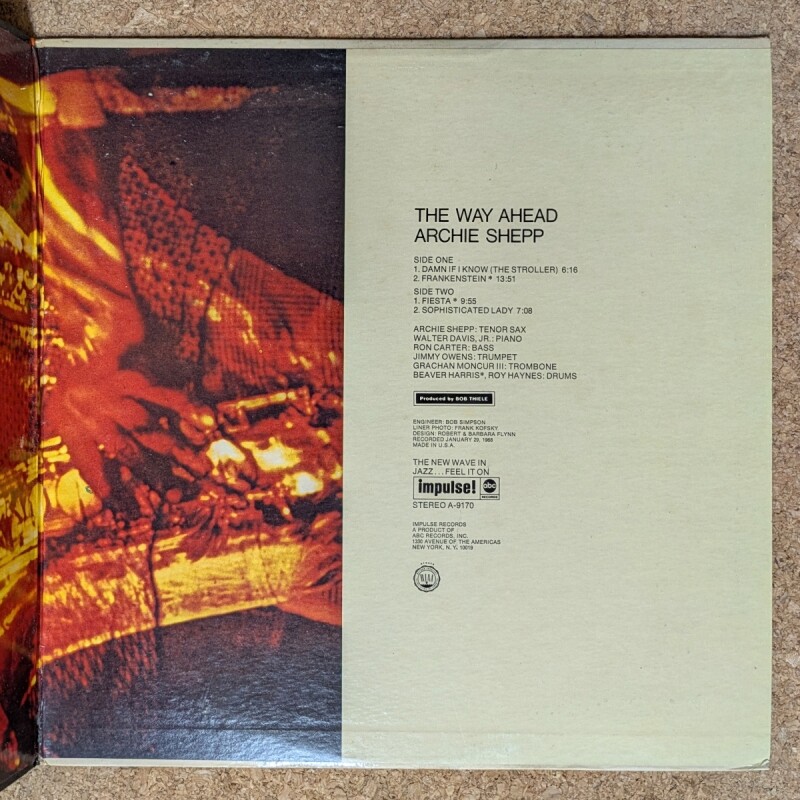 THE WAY AHEAD
ARCHIE SHEPP
SIDE ONE
1. DAMN IF I KNOW (THE STROLLER) 6:16
2. FRANKENSTEIN * 13:51
SIDE TWO
1. FIESTA * 9:55
2. SOPHISTICATED LADY 7:08
ARCHIE SHEPP: TENOR SAX
WALTER DAVIS, JR.: PIANO
RON CARTER: BASS
JIMMY OWENS: TRUMPET
GRACHAN MONCUR III: TROMBONE
BEAVER HARRIS*, ROY HAYNES: DRUMS
Produced by BOB THIELE
ENGINEER: BOB SIMPSON
LINER PHOTO: FRANK KOFSKY
DESIGN: ROBERT & BARBARA FLYNN
RECORDED JANUARY 29, 1968
MADE IN U.S.A.
THE NEW WAVE IN
JAZZ...FEEL IT ON
impulse! abc
RECORDS
STEREO A-9170
IMPULSE RECORDS
A PRODUCT OF
ABC RECORDS, INC.
1330 AVENUE OF THE AMERICAS
NEW YORK, N.Y. 10019